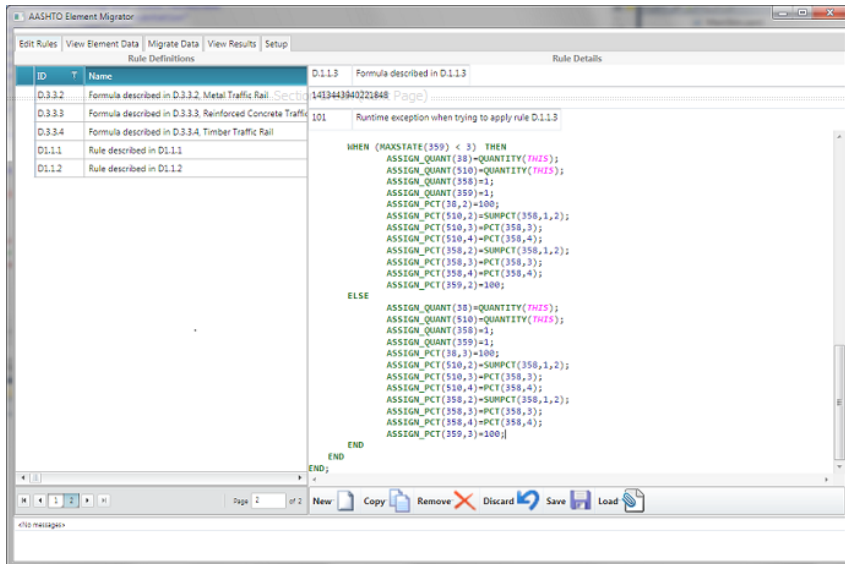 AASHTO Element Migrator
Edit Rules View Element Data Migrate Data View Results Setup
Rule Definitions
Rule Details
ID Name
D.3.3.2 Formula described in D.3.3.2, Metal Traffic Rail
D.3.3.3 Formula described in D.3.3.3, Reinforced Concrete Traffic
D.3.3.4 Formula described in D.3.3.4, Timber Traffic Rail
D1.1.1 Rule described in D1.1.1
D1.1.2 Rule described in D1.1.2
D.1.1.3 Formula described in D.1.1.3
1413443940221848
101 Runtime exception when trying to apply rule D.1.1.3
WHEN (MAXSTATE(359) < 3) THEN
ASSIGN_QUANT(38)=QUANTITY(THIS);
ASSIGN_QUANT(510)=QUANTITY(THIS);
ASSIGN_QUANT(358)=1;
ASSIGN_QUANT(359)=1;
ASSIGN_PCT(38,2)=100;
ASSIGN_PCT(510,2)=SUMPCT(358,1,2);
ASSIGN_PCT(510,3)=PCT(358,3);
ASSIGN_PCT(510,4)=PCT(358,4);
ASSIGN_PCT(358,2)=SUMPCT(358,1,2);
ASSIGN_PCT(358,3)=PCT(358,3);
ASSIGN_PCT(358,4)=PCT(358,4);
ASSIGN_PCT(359,2)=100;
ELSE
ASSIGN_QUANT(38)=QUANTITY(THIS);
ASSIGN_QUANT(510)=QUANTITY(THIS);
ASSIGN_QUANT(358)=1;
ASSIGN_QUANT(359)=1;
ASSIGN_PCT(38,3)=100;
ASSIGN_PCT(510,2)=SUMPCT(358,1,2);
ASSIGN_PCT(510,3)=PCT(358,3);
ASSIGN_PCT(510,4)=PCT(358,4);
ASSIGN_PCT(358,2)=SUMPCT(358,1,2);
ASSIGN_PCT(358,3)=PCT(358,3);
ASSIGN_PCT(358,4)=PCT(358,4);
ASSIGN_PCT(359,3)=100;
END
END
END;
1 2 Page 2 of 2
New Copy Remove Discard Save Load
<No messages>